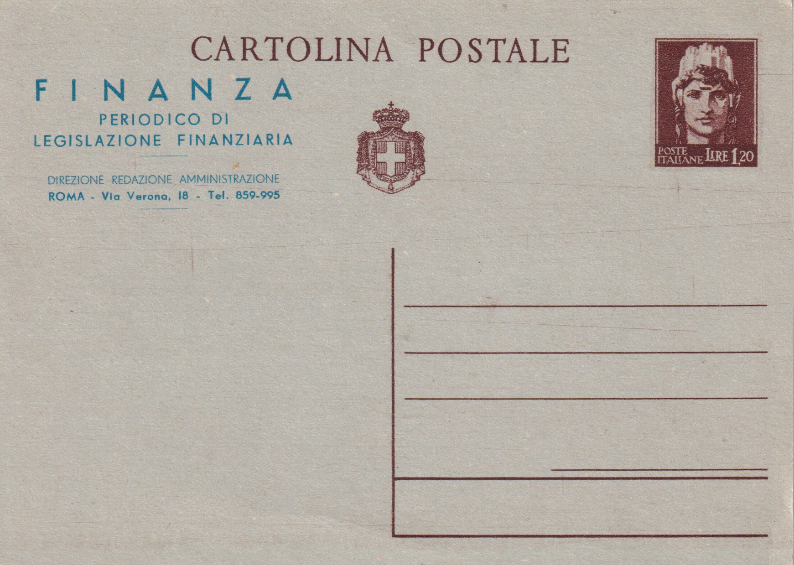 CARTOLINA POSTALE
FINANZA
PERIODICO DI
LEGISLAZIONE FINANZIARIA
DIREZIONE REDAZIONE AMMINISTRAZIONE
ROMA - Via Verona, 18 - Tel. 859-995
POSTE
ITALIANE LIRE 1,20